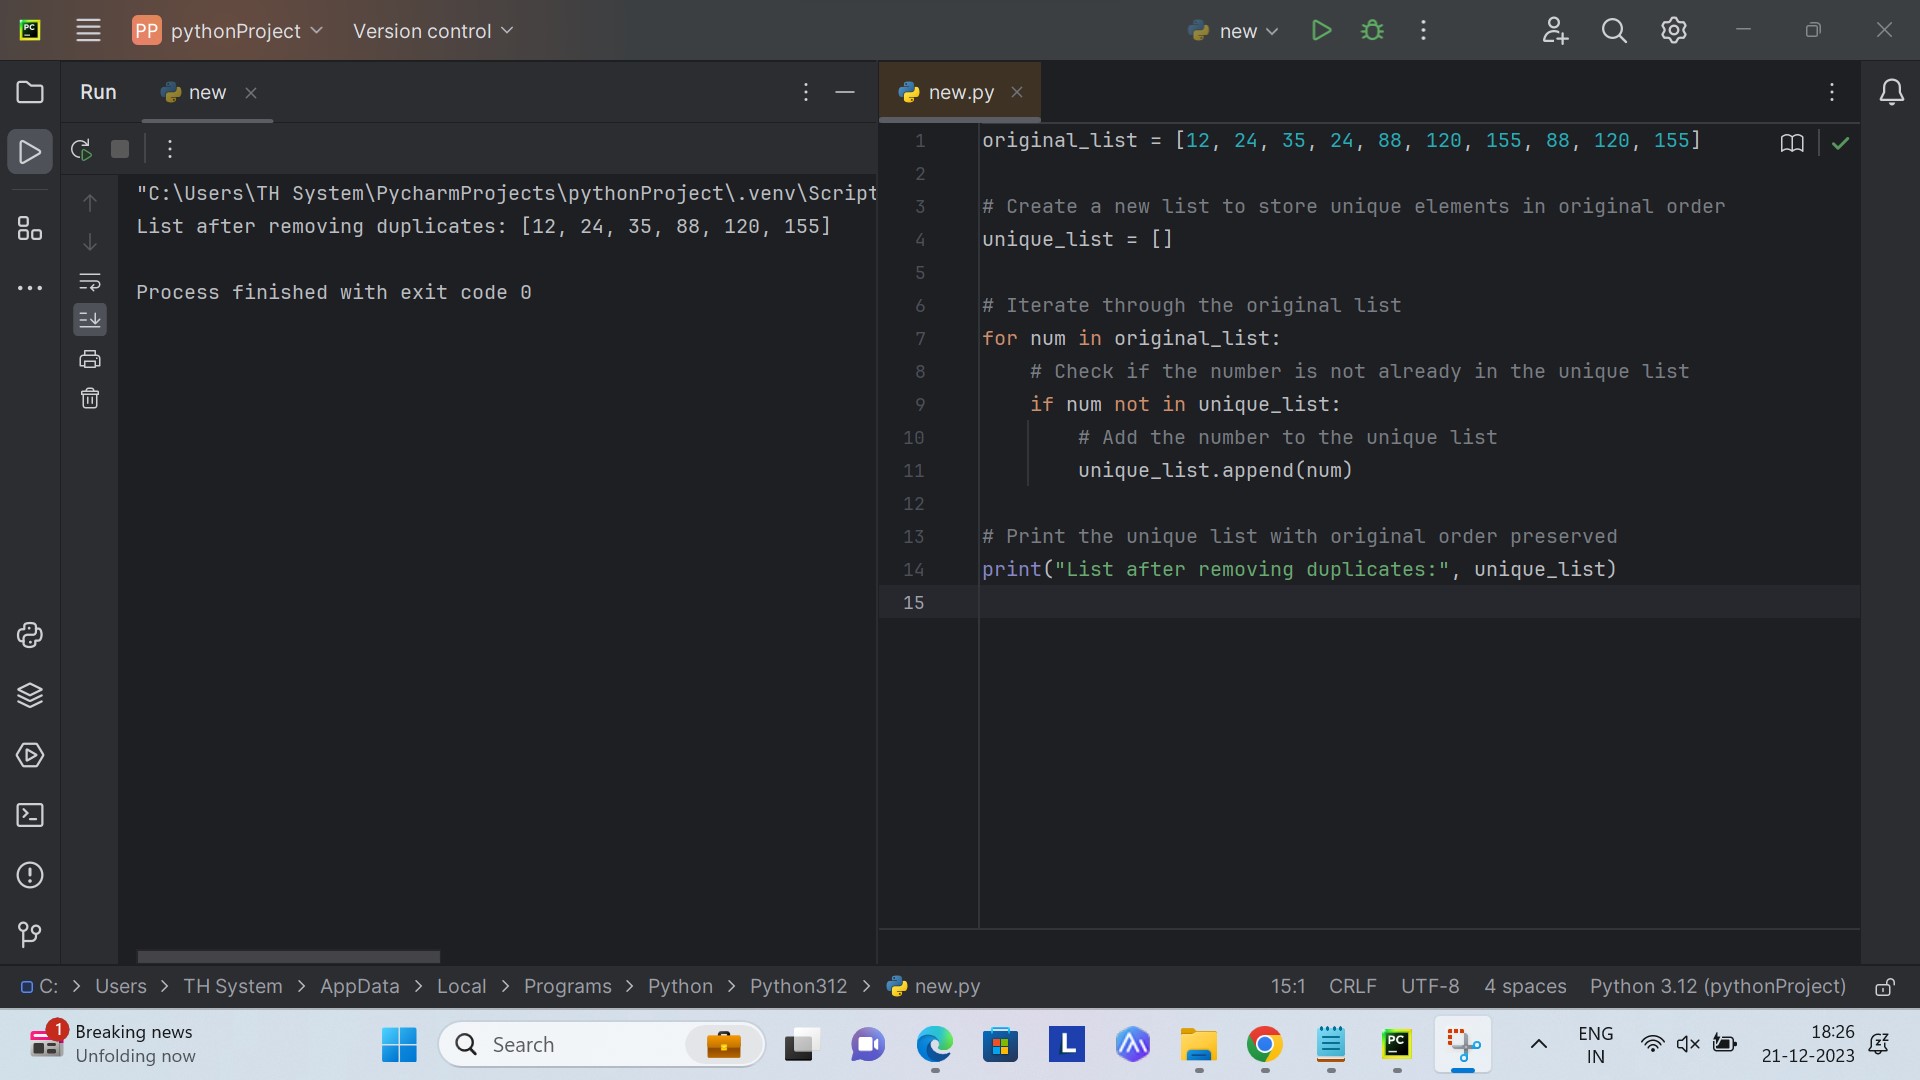 PC
PP pythonProject
Version control
new
Run
new
new.py
"C:\Users\TH System\PycharmProjects\pythonProject\.venv\Script
List after removing duplicates: [12, 24, 35, 88, 120, 155]
Process finished with exit code 0
1 original_list = [12, 24, 35, 24, 88, 120, 155, 88, 120, 155]
2
3 # Create a new list to store unique elements in original order
4 unique_list = []
5
6 # Iterate through the original list
7 for num in original_list:
8 # Check if the number is not already in the unique list
9 if num not in unique_list:
10 # Add the number to the unique list
11 unique_list.append(num)
12
13 # Print the unique list with original order preserved
14 print("List after removing duplicates:", unique_list)
15
C: > Users > TH System > AppData > Local > Programs > Python > Python312 > new.py
15:1 CRLF UTF-8 4 spaces Python 3.12 (pythonProject)
1
Breaking news
Unfolding now
Search
L
PC
ENG
IN
18:26
21-12-2023